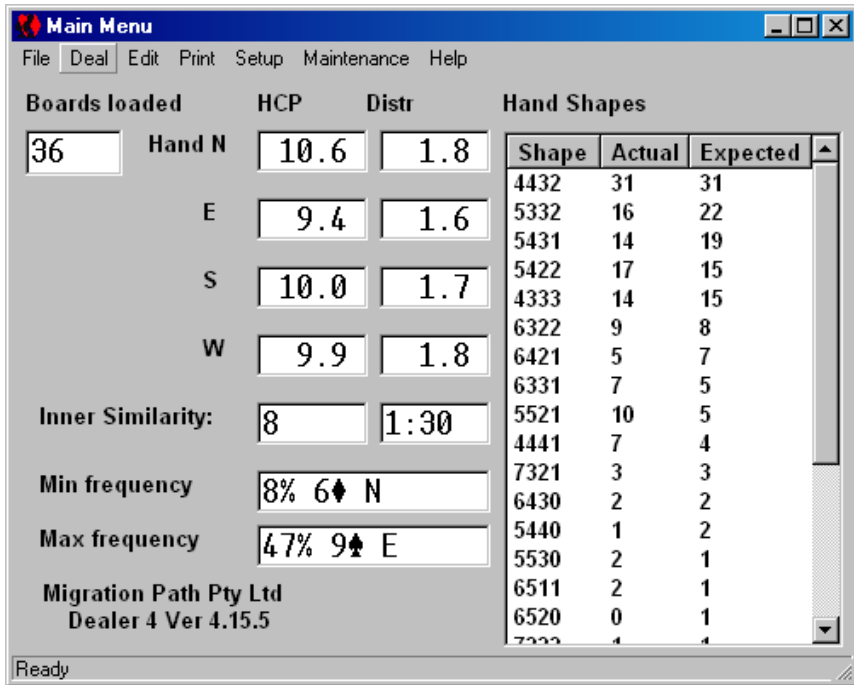 Main Menu
File Deal Edit Print Setup Maintenance Help
Boards loaded HCP Distr Hand Shapes
36 Hand N 10.6 1.8
E 9.4 1.6
S 10.0 1.7
W 9.9 1.8
Inner Similarity: 8 1:30
Min frequency 8% 6♦ N
Max frequency 47% 9♠ E
Migration Path Pty Ltd
Dealer 4 Ver 4.15.5
Shape Actual Expected
4432 31 31
5332 16 22
5431 14 19
5422 17 15
4333 14 15
6322 9 8
6421 5 7
6331 7 5
5521 10 5
4441 7 4
7321 3 3
6430 2 2
5440 1 2
5530 2 1
6511 2 1
6520 0 1
Ready